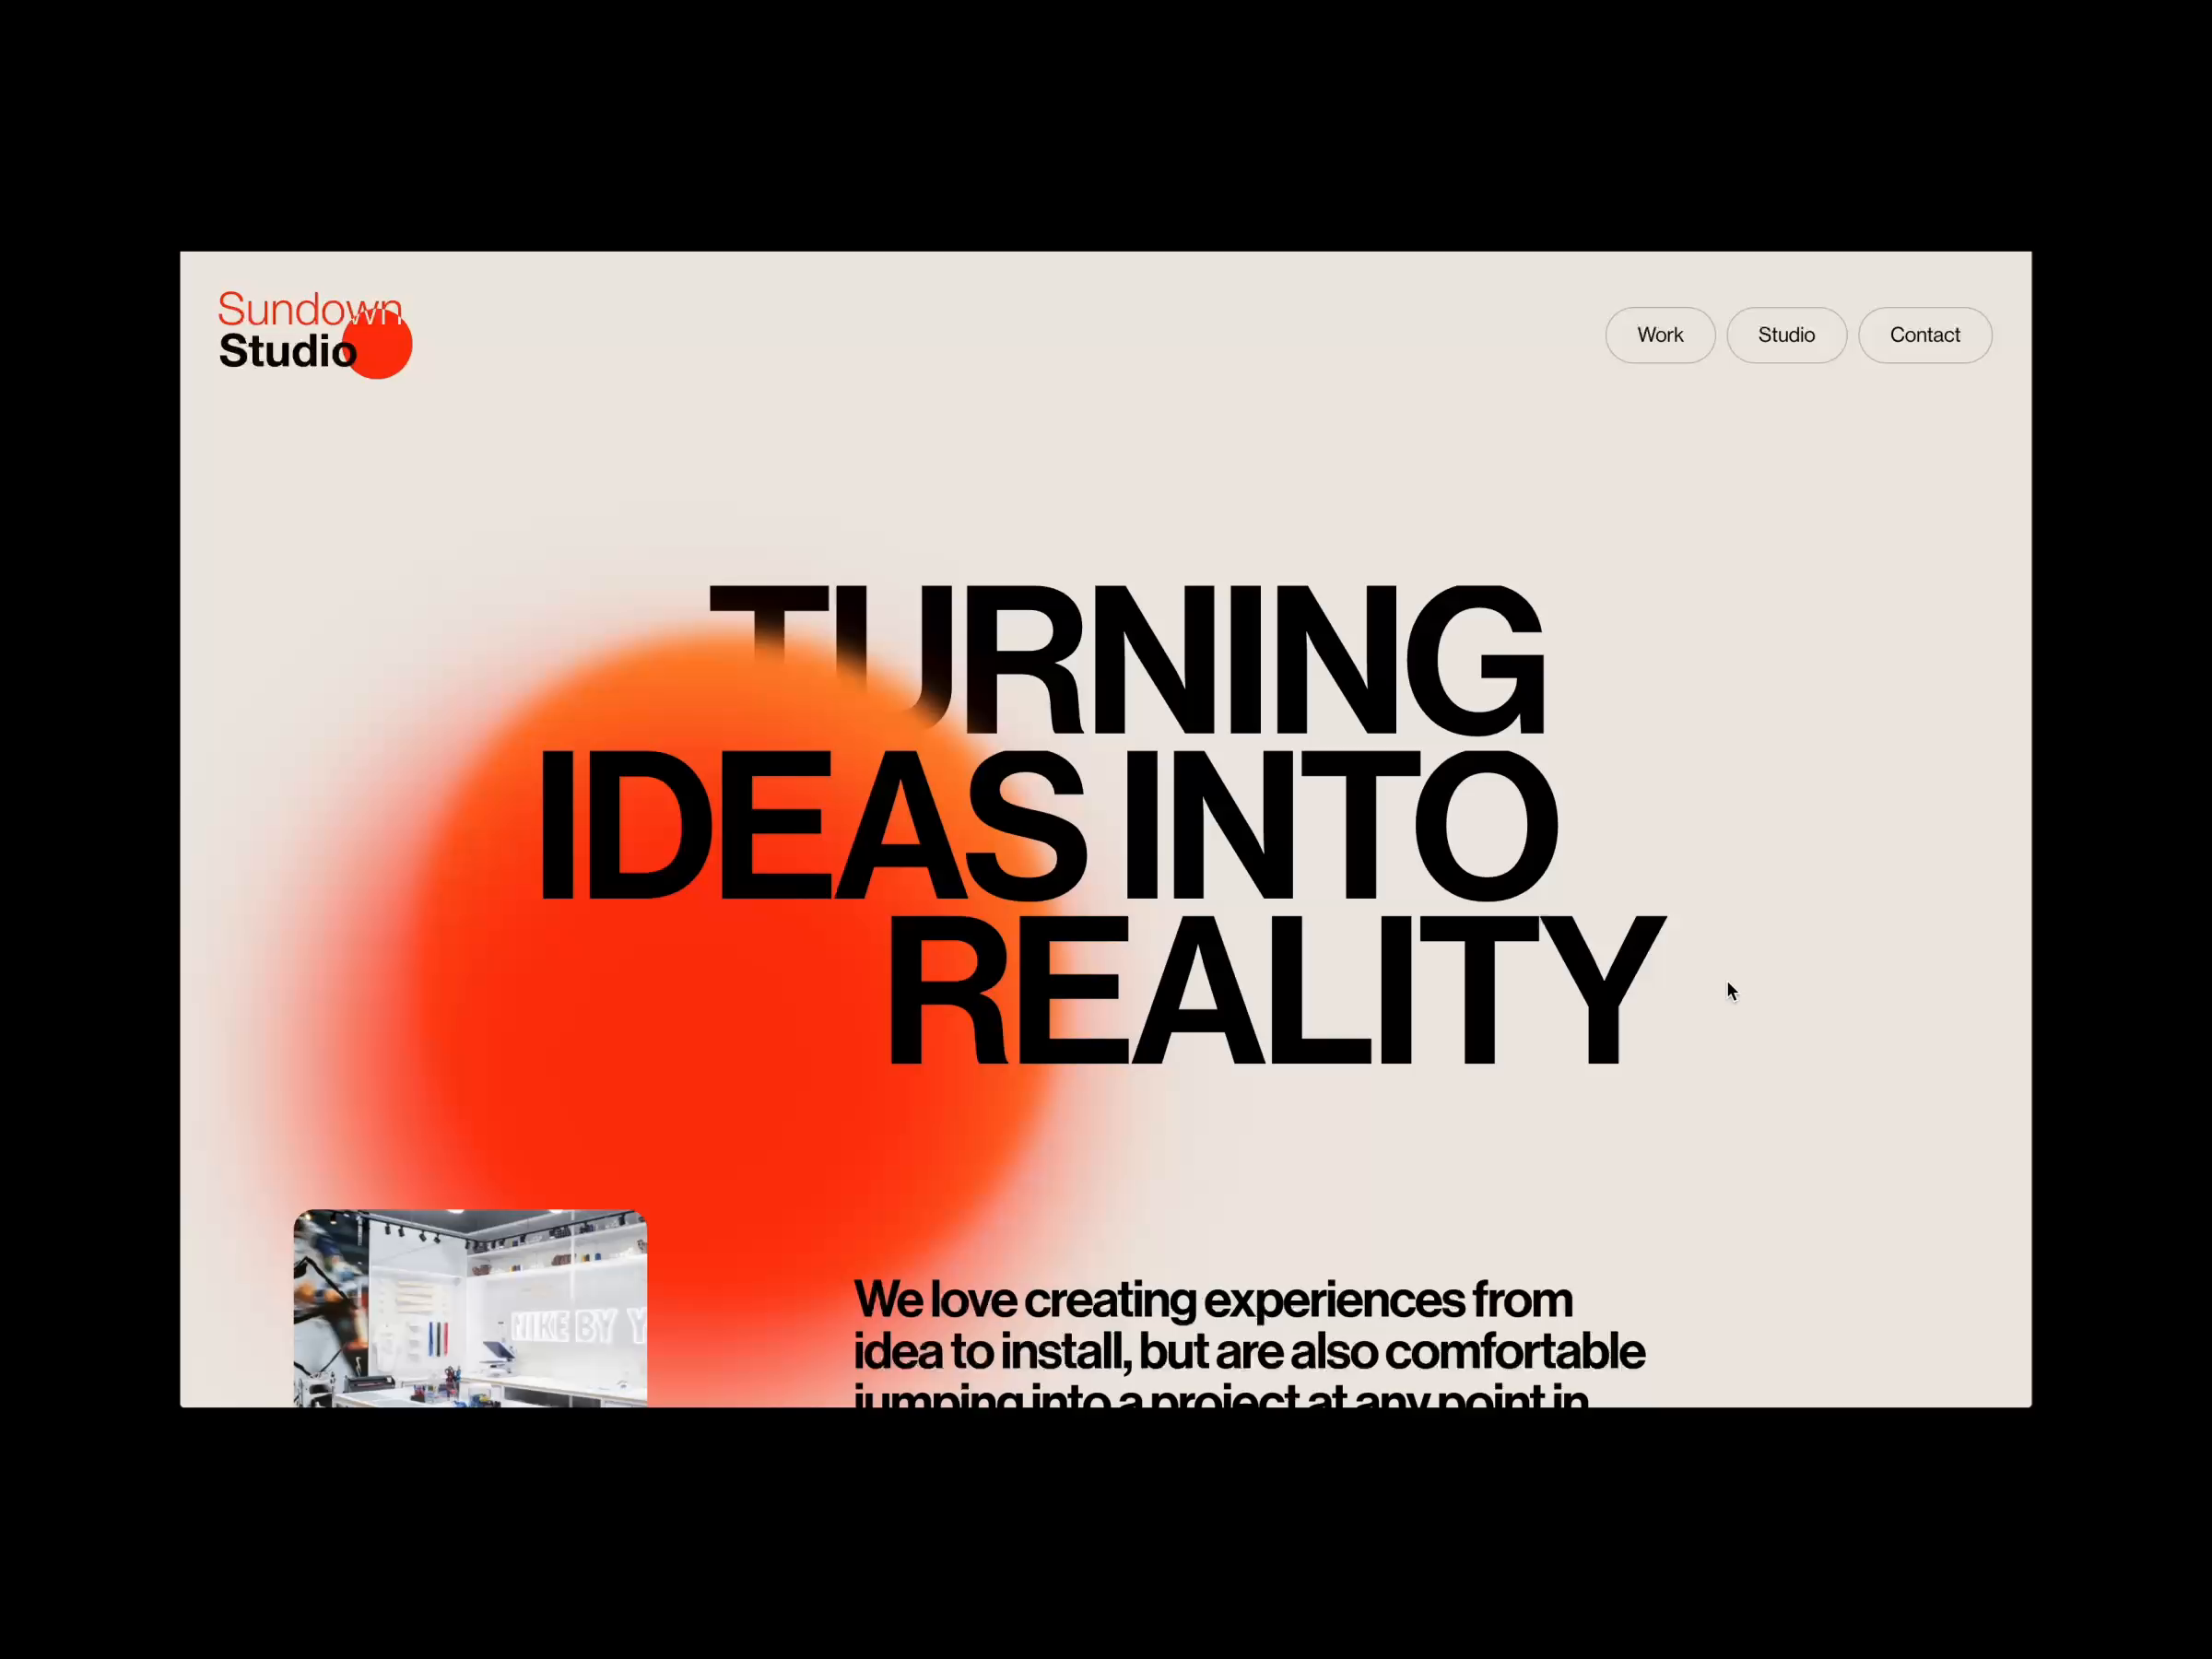 Sundown
Studio
Work
Studio
Contact
TURNING
IDEAS INTO
REALITY
NIKE BY Y
We love creating experiences from
idea to install, but are also comfortable
jumping into a project at any point in